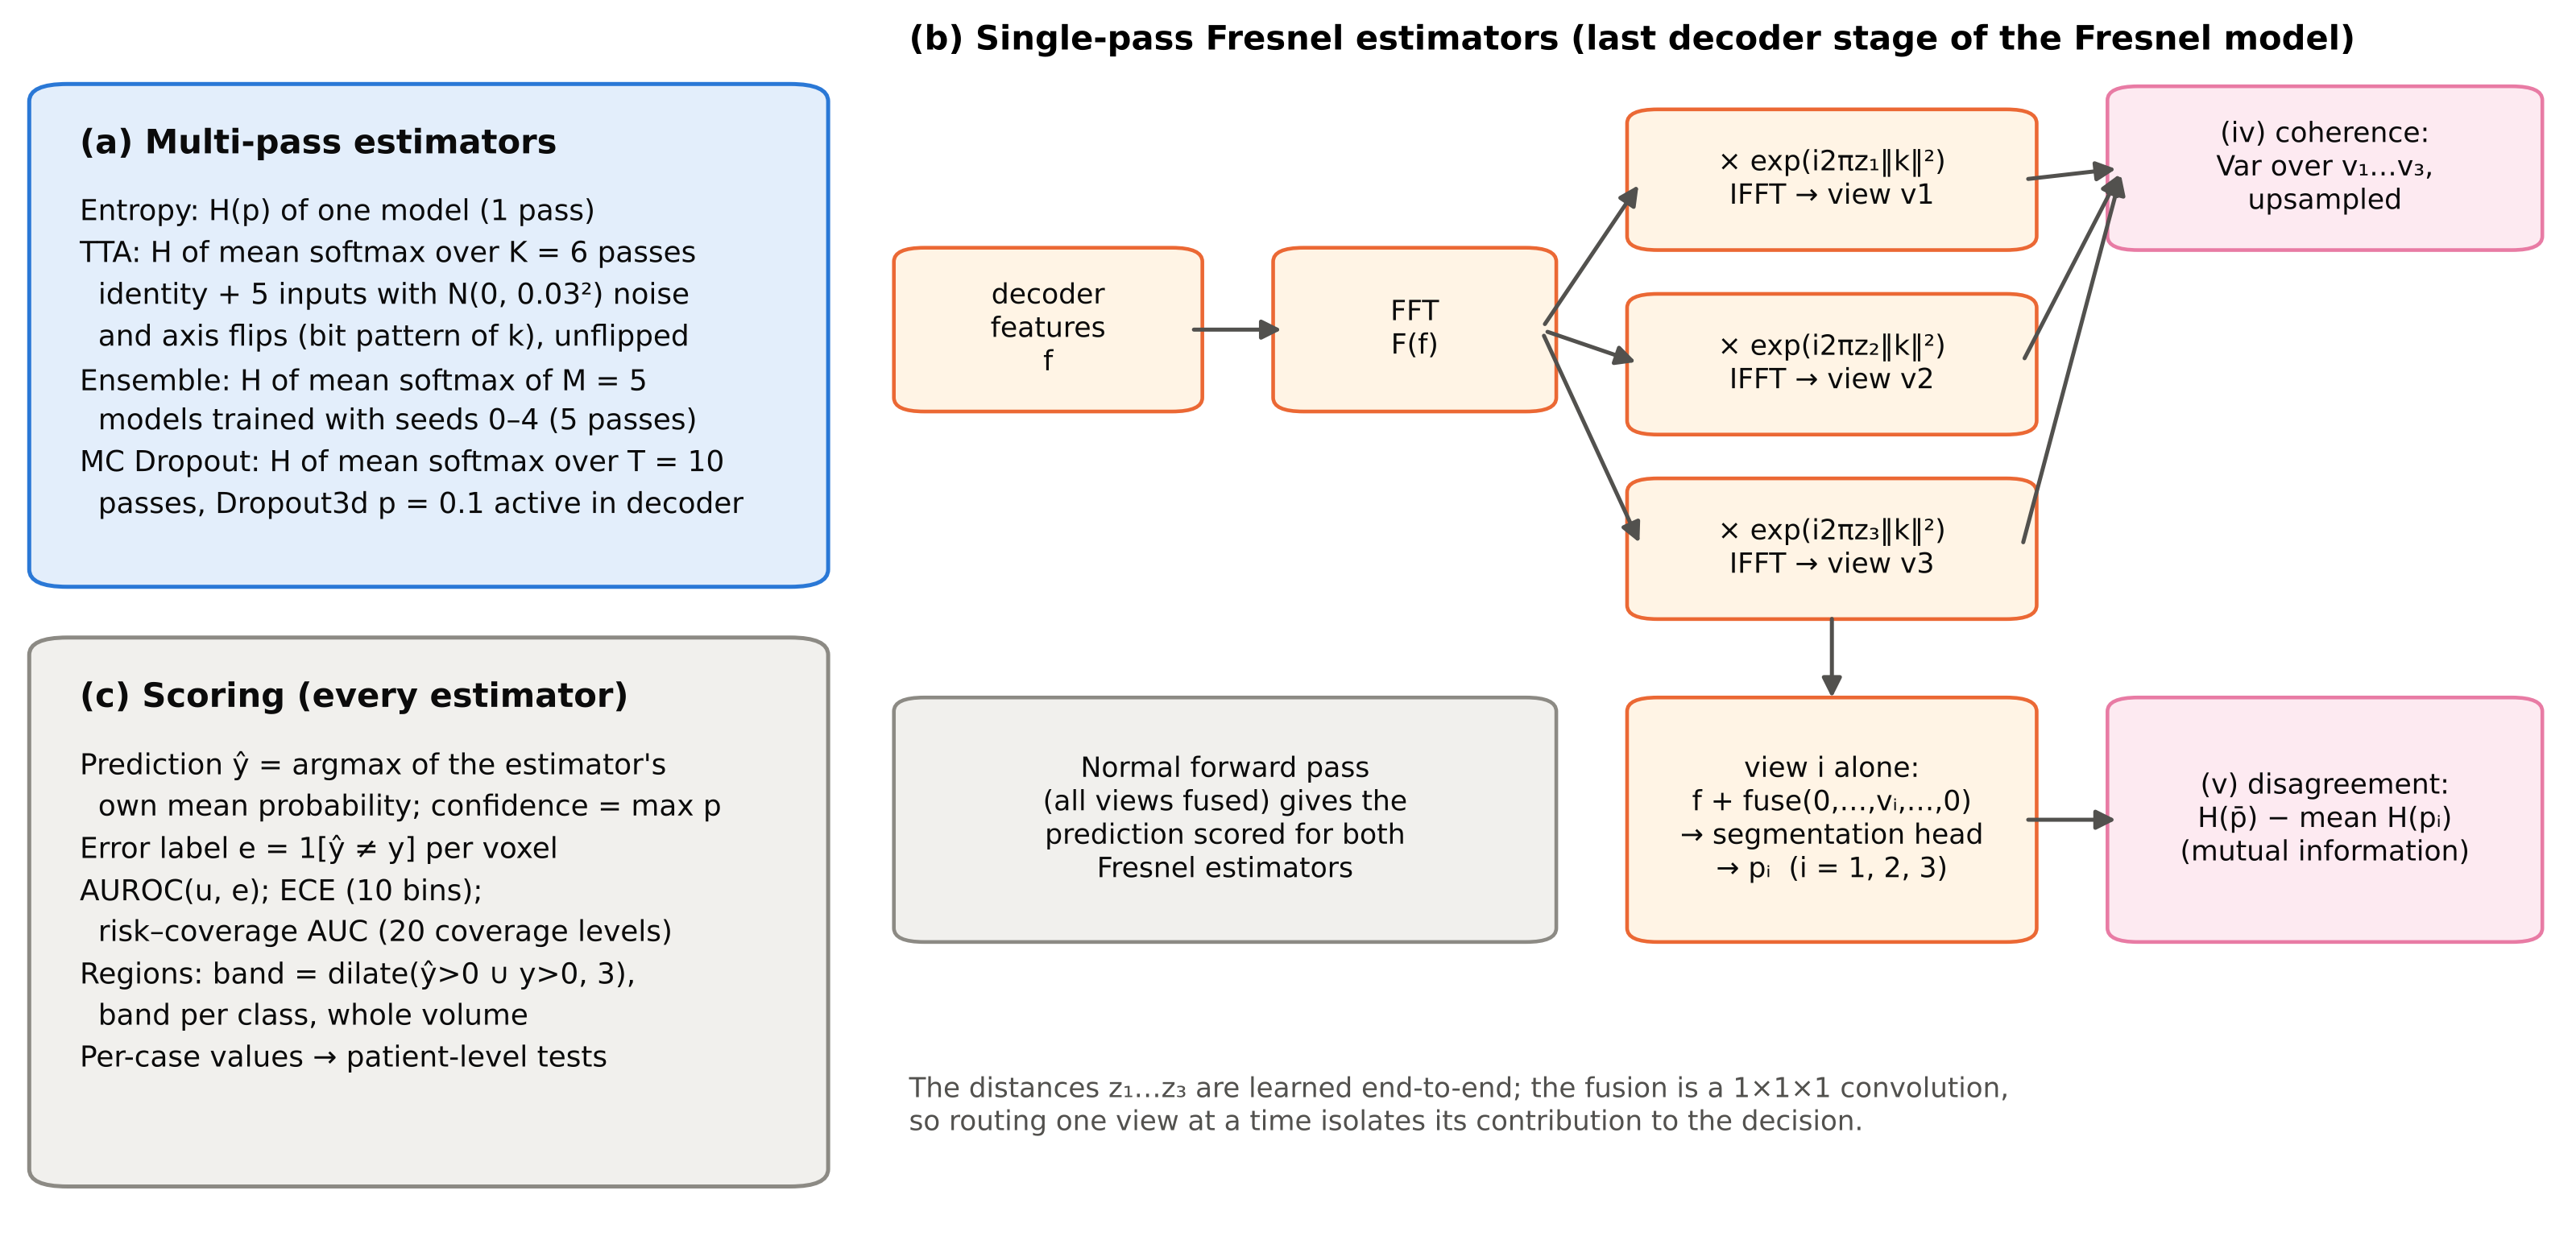 (b) Single-pass Fresnel estimators (last decoder stage of the Fresnel model)
(a) Multi-pass estimators
Entropy: H(p) of one model (1 pass)
TTA: H of mean softmax over K = 6 passes
identity + 5 inputs with N(0, 0.03²) noise
and axis flips (bit pattern of k), unflipped
Ensemble: H of mean softmax of M = 5
models trained with seeds 0–4 (5 passes)
MC Dropout: H of mean softmax over T = 10
passes, Dropout3d p = 0.1 active in decoder
(c) Scoring (every estimator)
Prediction ŷ = argmax of the estimator's
own mean probability; confidence = max p
Error label e = 1[ŷ ≠ y] per voxel
AUROC(u, e); ECE (10 bins);
risk–coverage AUC (20 coverage levels)
Regions: band = dilate(ŷ>0 ∪ y>0, 3),
band per class, whole volume
Per-case values → patient-level tests
decoder
features
f
FFT
F(f)
× exp(i2πz₁‖k‖²)
IFFT → view v1
× exp(i2πz₂‖k‖²)
IFFT → view v2
× exp(i2πz₃‖k‖²)
IFFT → view v3
(iv) coherence:
Var over v₁…v₃,
upsampled
Normal forward pass
(all views fused) gives the
prediction scored for both
Fresnel estimators
view i alone:
f + fuse(0,…,vᵢ,…,0)
→ segmentation head
→ pᵢ (i = 1, 2, 3)
(v) disagreement:
H(p̄) − mean H(pᵢ)
(mutual information)
The distances z₁…z₃ are learned end-to-end; the fusion is a 1×1×1 convolution,
so routing one view at a time isolates its contribution to the decision.